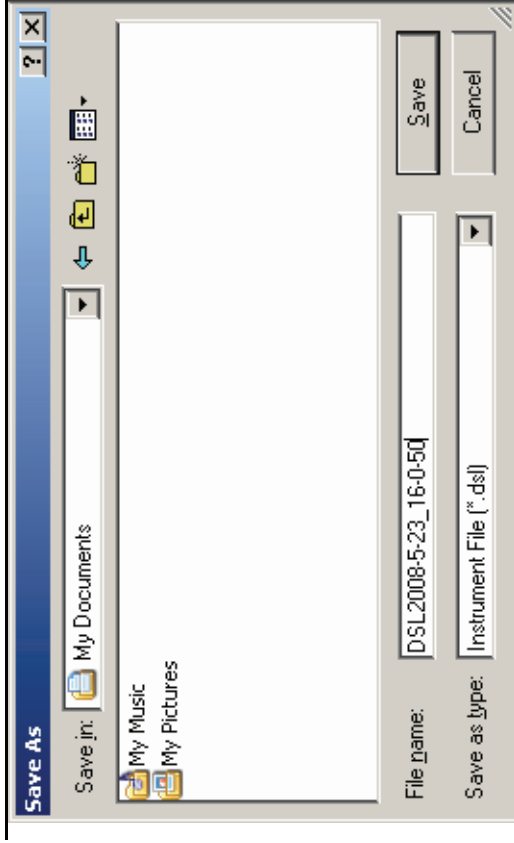 Save As
Save in: My Documents
My Music
My Pictures
File name: DSL2008-5-23_16-0-50 Save
Save as type: Instrument File (*.dsl) Cancel